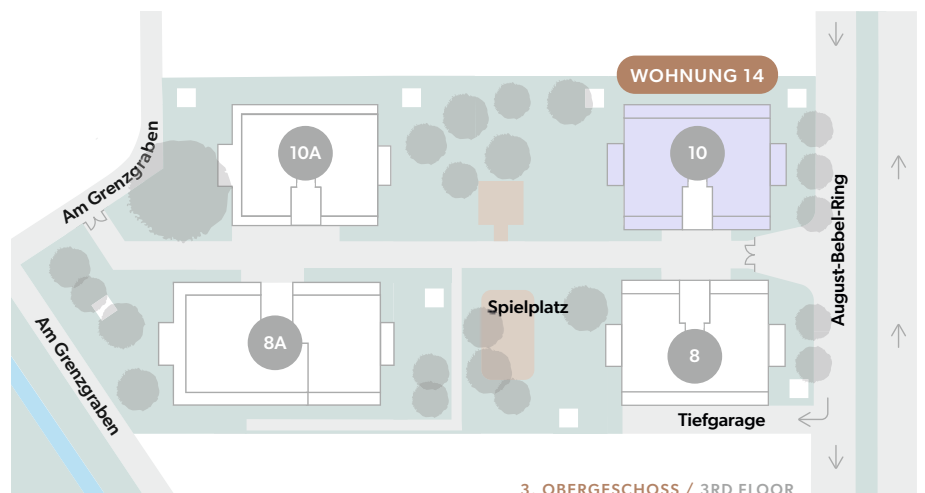 WOHNUNG 14
10A
10
Am Grenzgraben
August-Bebel-Ring
Spielplatz
8A
8
Am Grenzgraben
Tiefgarage
3. OBERGESCHOSS / 3RD FLOOR